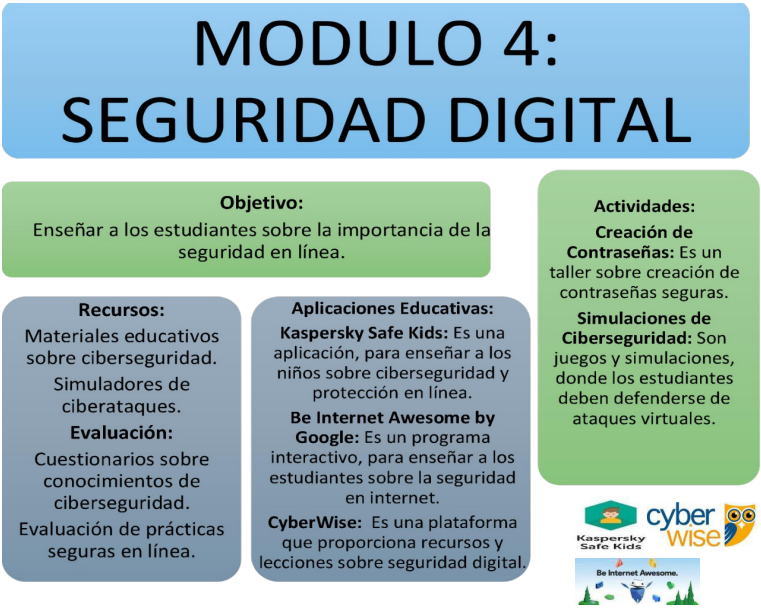 MODULO 4:
SEGURIDAD DIGITAL
Objetivo:
Enseñar a los estudiantes sobre la importancia de la
seguridad en línea.
Recursos:
Materiales educativos
sobre ciberseguridad.
Simuladores de
ciberataques.
Evaluación:
Cuestionarios sobre
conocimientos de
ciberseguridad.
Evaluación de prácticas
seguras en línea.
Aplicaciones Educativas:
Kaspersky Safe Kids: Es una
aplicación, para enseñar a los
niños sobre ciberseguridad y
protección en línea.
Be Internet Awesome by
Google: Es un programa
interactivo, para enseñar a los
estudiantes sobre la seguridad
en internet.
CyberWise: Es una plataforma
que proporciona recursos y
lecciones sobre seguridad digital.
Actividades:
Creación de
Contraseñas: Es un
taller sobre creación de
contraseñas seguras.
Simulaciones de
Ciberseguridad: Son
juegos y simulaciones,
donde los estudiantes
deben defenderse de
ataques virtuales.
Kaspersky
Safe Kids
cyber
WISE
Be Internet Awesome.